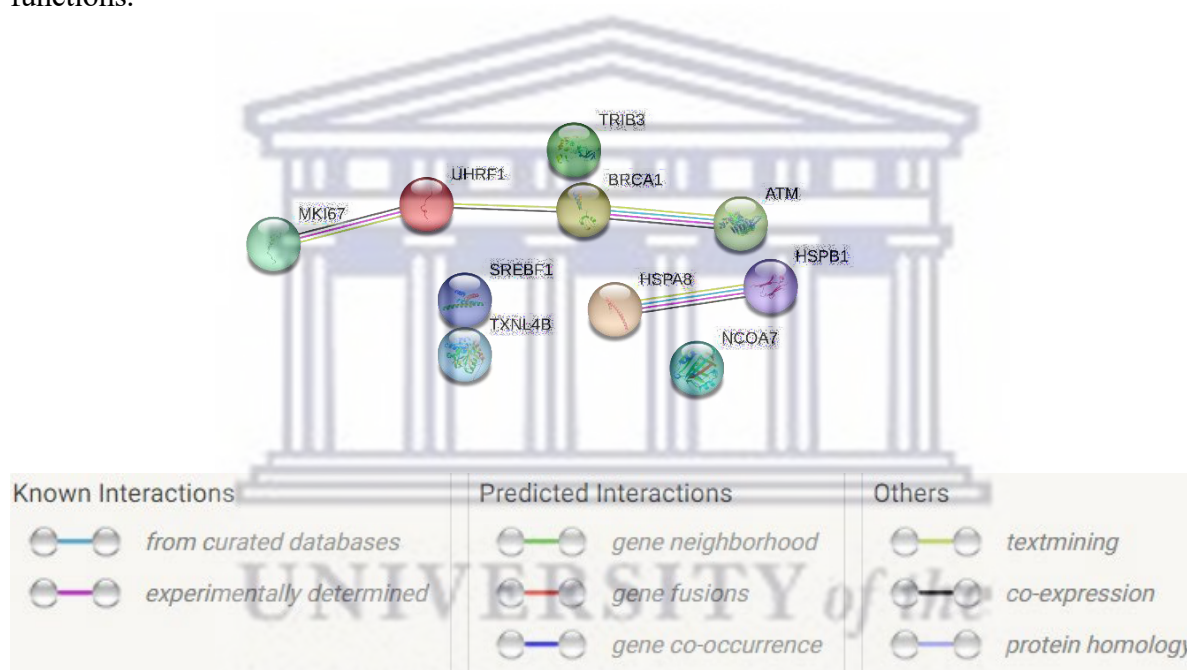 functions.
TRIB3
UHRF1
BRCA1
ATM
MKI67
HSPB1
SREBF1
HSPA8
TXNL4B
NCOA7
Known Interactions
Predicted Interactions
Others
from curated databases
gene neighborhood
textmining
experimentally determined
gene fusions
co-expression
gene co-occurrence
protein homology
UNIVERSITY of the